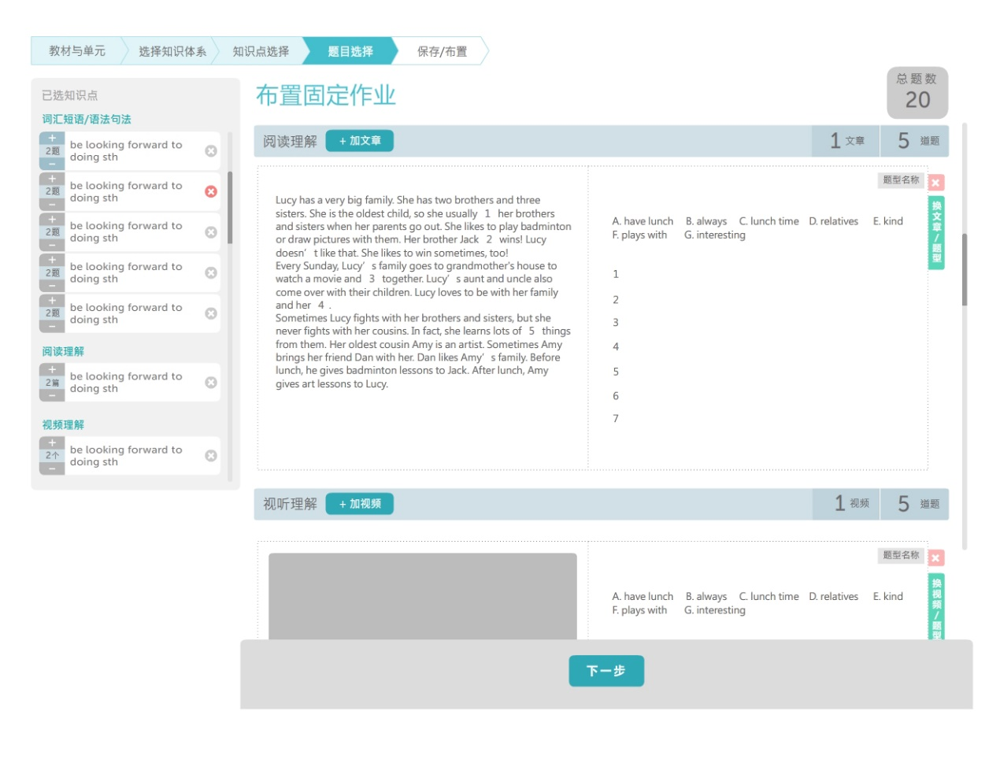 教材与单元
选择知识体系
知识点选择
题目选择
保存/布置
已选知识点
词汇短语/语法句法
+
2题
−
be looking forward to
doing sth
+
2题
−
be looking forward to
doing sth
+
2题
−
be looking forward to
doing sth
+
2题
−
be looking forward to
doing sth
+
2题
−
be looking forward to
doing sth
阅读理解
+
2篇
−
be looking forward to
doing sth
视频理解
+
2个
−
be looking forward to
doing sth
布置固定作业
总题数
20
阅读理解
+ 加文章
1 文章
5 道题
Lucy has a very big family. She has two brothers and three
sisters. She is the oldest child, so she usually 1 her brothers
and sisters when her parents go out. She likes to play badminton
or draw pictures with them. Her brother Jack 2 wins! Lucy
doesn’ t like that. She likes to win sometimes, too!
Every Sunday, Lucy’ s family goes to grandmother's house to
watch a movie and 3 together. Lucy’ s aunt and uncle also
come over with their children. Lucy loves to be with her family
and her 4 .
Sometimes Lucy fights with her brothers and sisters, but she
never fights with her cousins. In fact, she learns lots of 5 things
from them. Her oldest cousin Amy is an artist. Sometimes Amy
brings her friend Dan with her. Dan likes Amy’ s family. Before
lunch, he gives badminton lessons to Jack. After lunch, Amy
gives art lessons to Lucy.
题型名称
换文章/题型
A. have lunch B. always C. lunch time D. relatives E. kind
F. plays with G. interesting
1
2
3
4
5
6
7
视听理解
+ 加视频
1 视频
5 道题
题型名称
换视频/题型
A. have lunch B. always C. lunch time D. relatives E. kind
F. plays with G. interesting
下一步